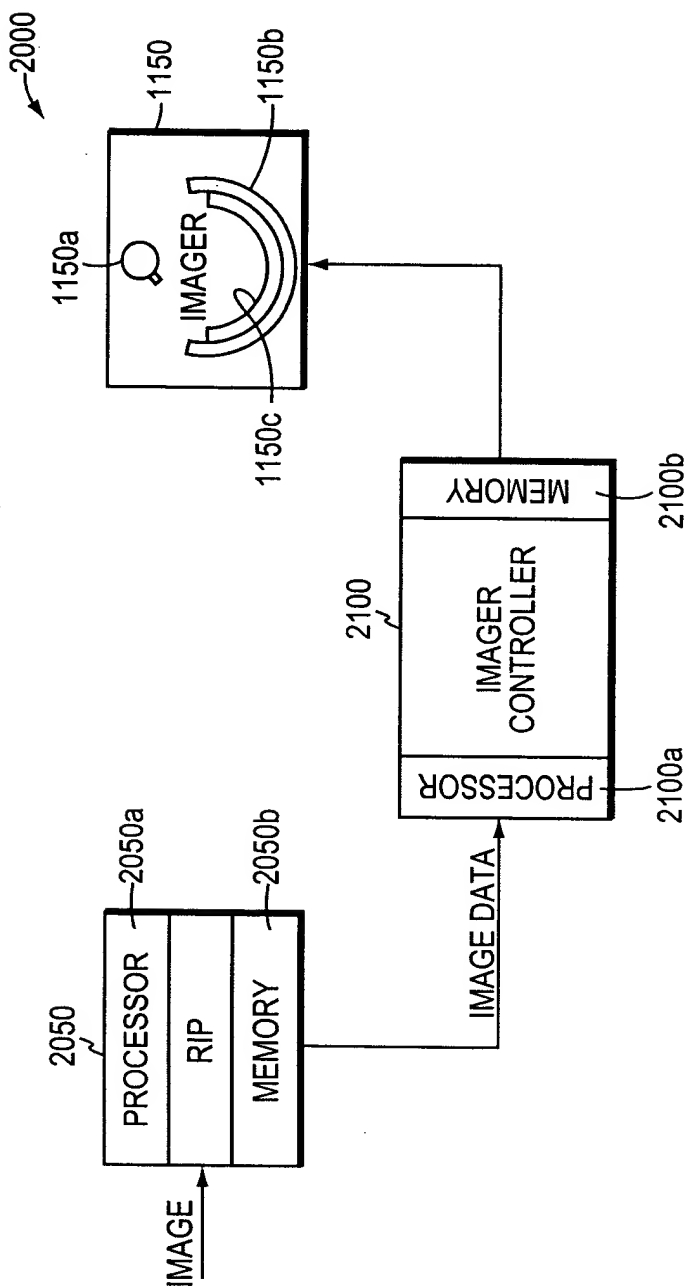 2000
1150
1150a
1150b
1150c
IMAGER
2050
2050a
2050b
PROCESSOR
RIP
MEMORY
IMAGE
IMAGE DATA
2100
IMAGER
CONTROLLER
PROCESSOR
MEMORY
2100a
2100b